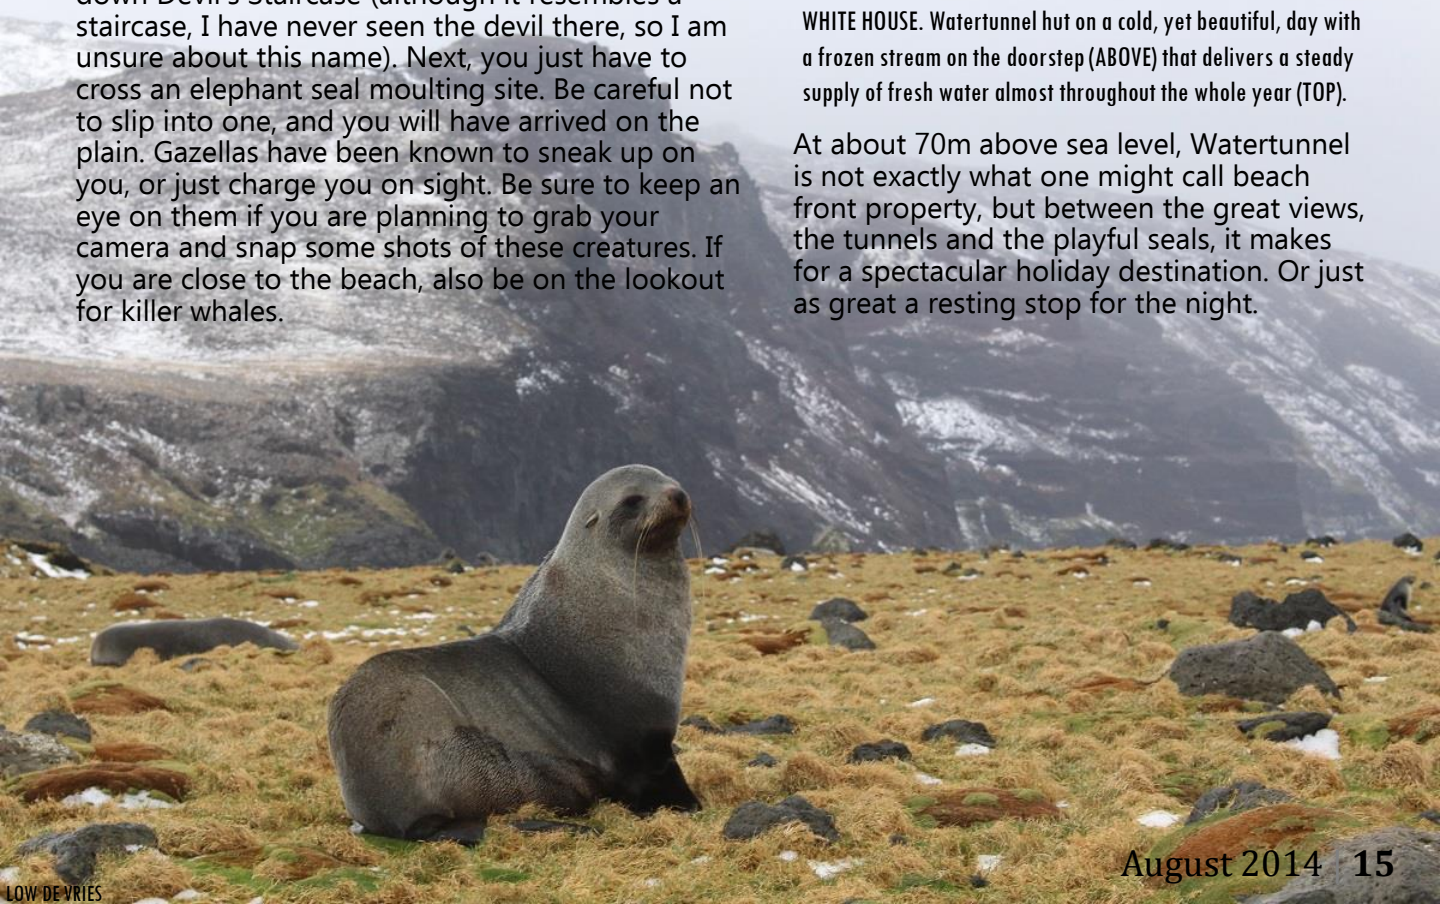 down Devil's Staircase (although it resembles a
staircase, I have never seen the devil there, so I am
unsure about this name). Next, you just have to
cross an elephant seal moulting site. Be careful not
to slip into one, and you will have arrived on the
plain. Gazellas have been known to sneak up on
you, or just charge you on sight. Be sure to keep an
eye on them if you are planning to grab your
camera and snap some shots of these creatures. If
you are close to the beach, also be on the lookout
for killer whales.
WHITE HOUSE. Watertunnel hut on a cold, yet beautiful, day with
a frozen stream on the doorstep (ABOVE) that delivers a steady
supply of fresh water almost throughout the whole year (TOP).
At about 70m above sea level, Watertunnel
is not exactly what one might call beach
front property, but between the great views,
the tunnels and the playful seals, it makes
for a spectacular holiday destination. Or just
as great a resting stop for the night.
LOW DE VRIES
August 2014 15